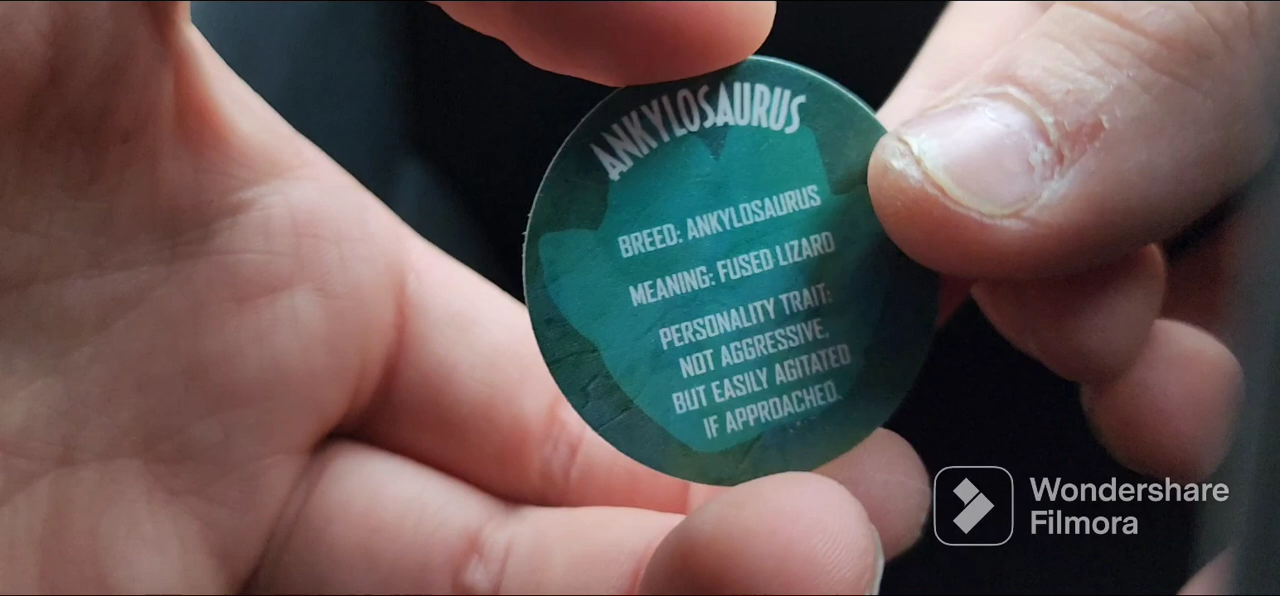 ANKYLOSAURUS
BREED: ANKYLOSAURUS
MEANING: FUSED LIZARD
PERSONALITY TRAIT:
NOT AGGRESSIVE,
BUT EASILY AGITATED
IF APPROACHED.
Wondershare
Filmora